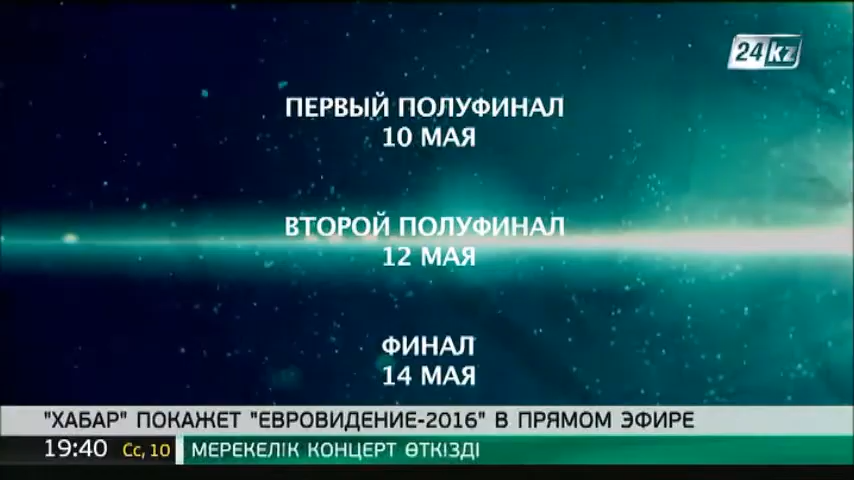 24kz
ПЕРВЫЙ ПОЛУФИНАЛ
10 МАЯ
ВТОРОЙ ПОЛУФИНАЛ
12 МАЯ
ФИНАЛ
14 МАЯ
"ХАБАР" ПОКАЖЕТ "ЕВРОВИДЕНИЕ-2016" В ПРЯМОМ ЭФИРЕ
19:40 Сс, 10 МЕРЕКЕЛІК КОНЦЕРТ ӨТКІЗДІ